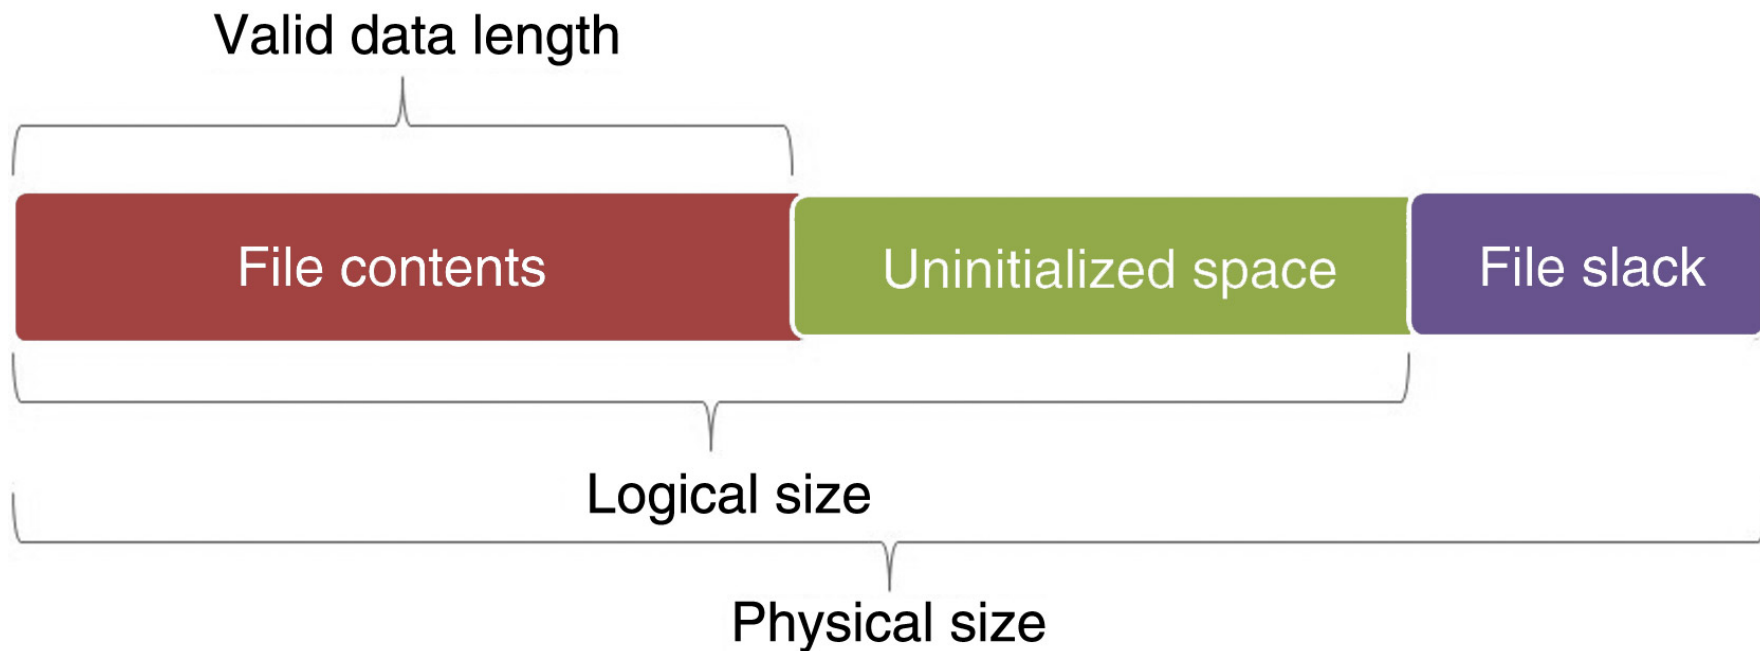 Valid data length
File contents
Uninitialized space
File slack
Logical size
Physical size